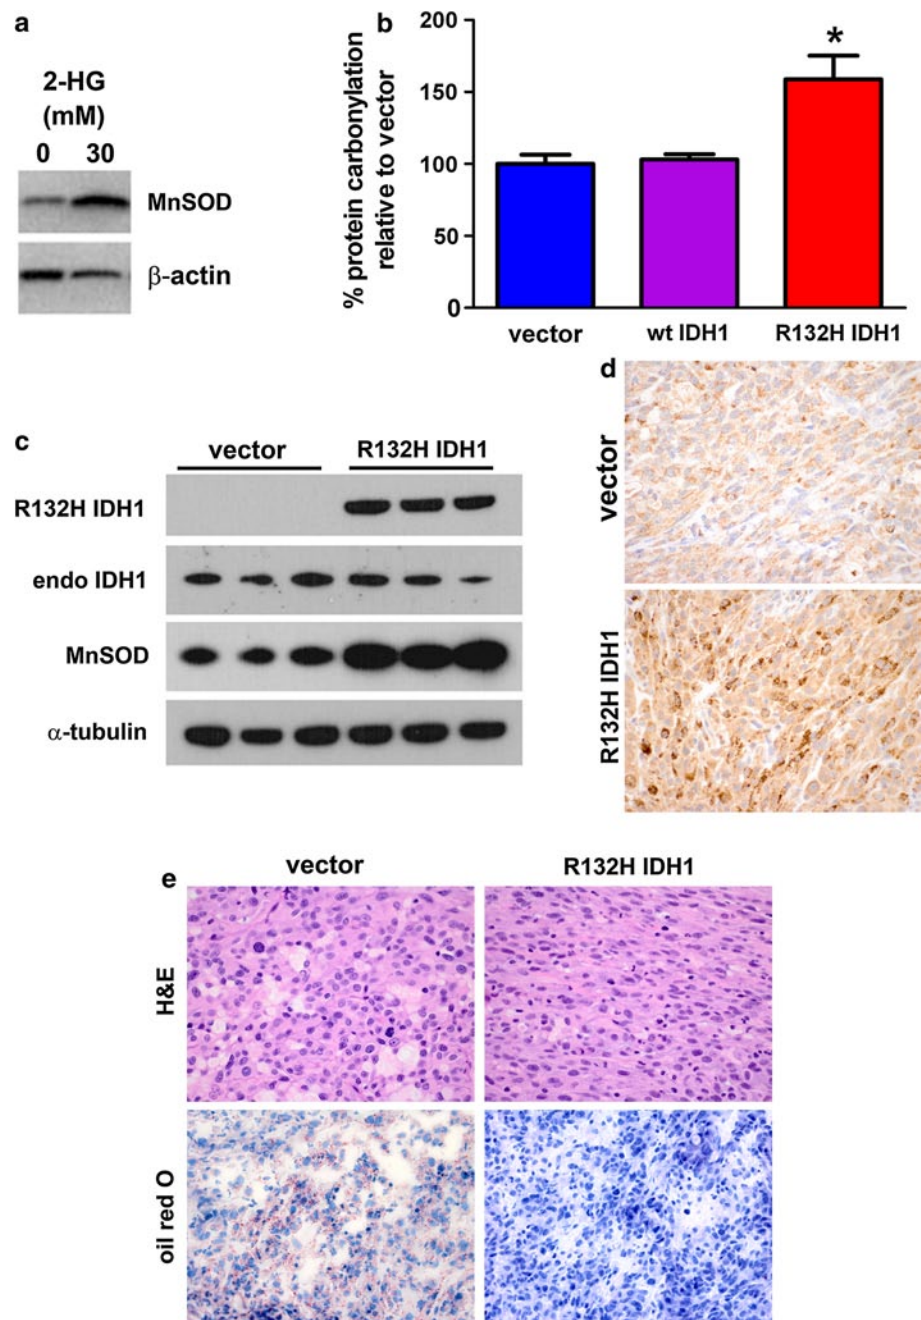 a
2-HG
(mM)
0 30
MnSOD
β-actin
b
% protein carbonylation
relative to vector
200
150
100
50
0
*
vector wt IDH1 R132H IDH1
c
vector R132H IDH1
R132H IDH1
endo IDH1
MnSOD
α-tubulin
d
vector
R132H IDH1
e
vector R132H IDH1
H&E
oil red O